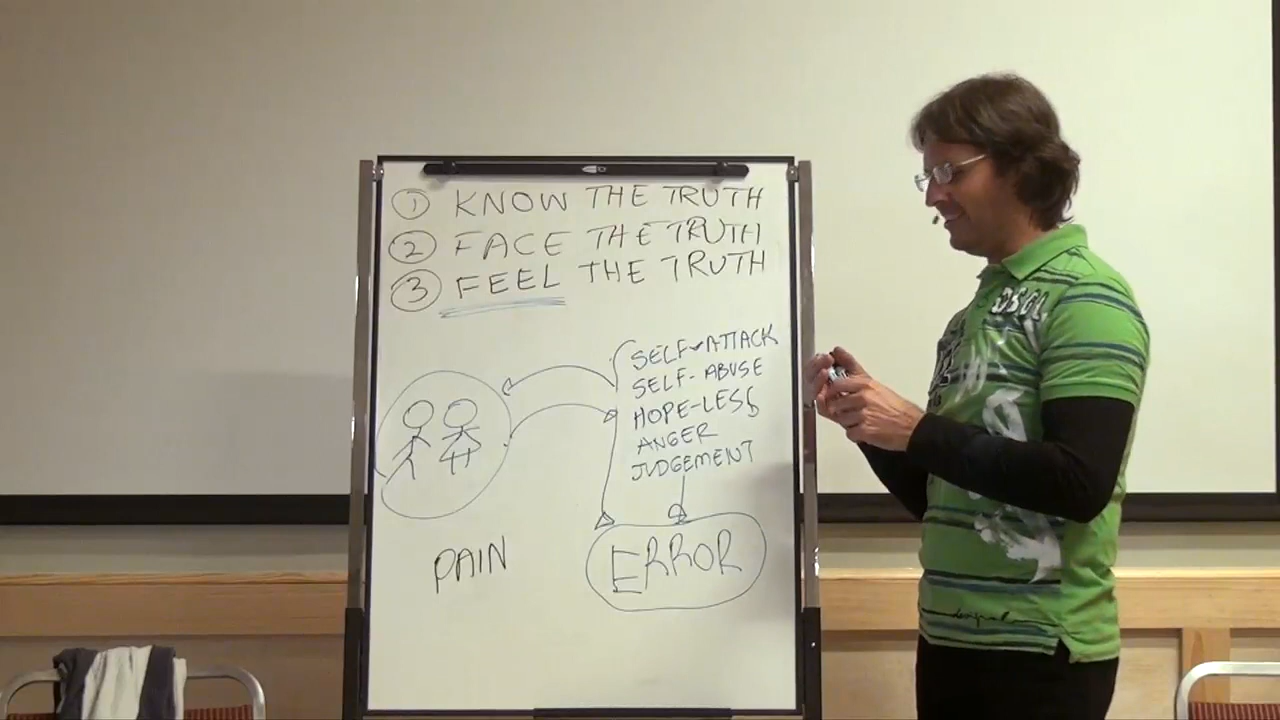 ① KNOW THE TRUTH
② FACE THE TRUTH
③ FEEL THE TRUTH
SELF-ATTACK
SELF-ABUSE
HOPE-LESS
ANGER
JUDGEMENT
PAIN
ERROR